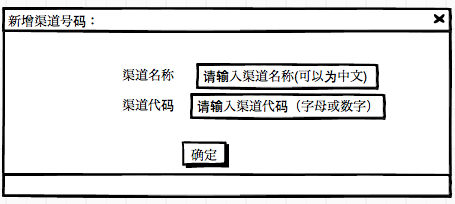 新增渠道号码：
渠道名称 请输入渠道名称(可以为中文)
渠道代码 请输入渠道代码（字母或数字）
确定